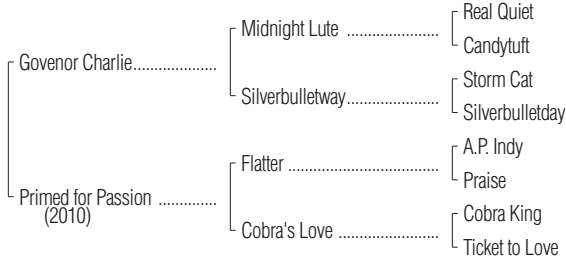 Real Quiet
Midnight Lute ....................
Candytuft
Govenor Charlie..................
Storm Cat
Silverbulletway....................
Silverbulletday
A.P. Indy
Flatter .................................
Praise
Primed for Passion ..............
(2010)
Cobra King
Cobra's Love ......................
Ticket to Love